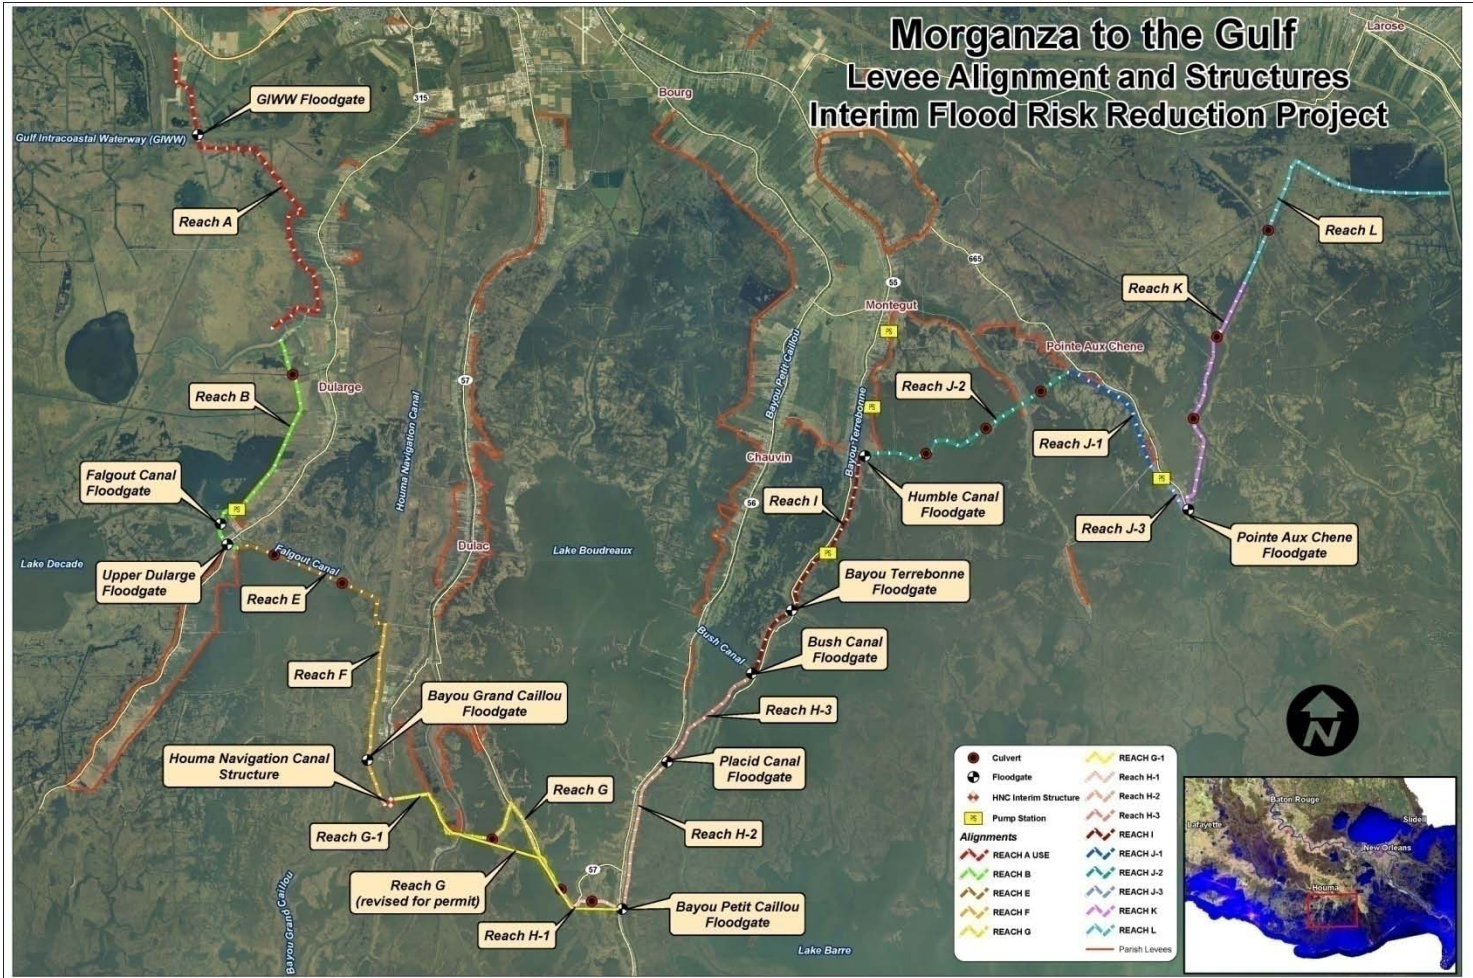 Morganza to the Gulf
Levee Alignment and Structures
Interim Flood Risk Reduction Project
Larose
Bourg
315
GIWW Floodgate
Gulf Intracoastal Waterway (GIWW)
Reach A
Reach L
665
55
Reach K
Montegut
PS
Pointe Aux Chene
Bayou Petit Caillou
57
Dularge
Reach B
Reach J-2
Houma Navigation Canal
PS
Bayou Terrebonne
Reach J-1
Chauvin
Falgout Canal
Floodgate
PS
56
Reach I
Humble Canal
Floodgate
PS
Reach J-3
Pointe Aux Chene
Floodgate
Lake Decade
Upper Dularge
Floodgate
Falgout Canal
Reach E
Dulac
Lake Boudreaux
PS
Bayou Terrebonne
Floodgate
Bush Canal
Bush Canal
Floodgate
Reach F
Bayou Grand Caillou
Floodgate
Reach H-3
Houma Navigation Canal
Structure
Placid Canal
Floodgate
Reach G
Reach G-1
Reach H-2
57
Reach G
(revised for permit)
Bayou Grand Caillou
Reach H-1
Bayou Petit Caillou
Floodgate
Lake Barre
N
Culvert
Floodgate
HNC Interim Structure
PS Pump Station
Alignments
REACH A USE
REACH B
REACH E
REACH F
REACH G
REACH G-1
Reach H-1
Reach H-2
Reach H-3
REACH I
REACH J-1
REACH J-2
REACH J-3
REACH K
REACH L
Parish Levees
Baton Rouge
Lafayette
Slidell
New Orleans
Houma